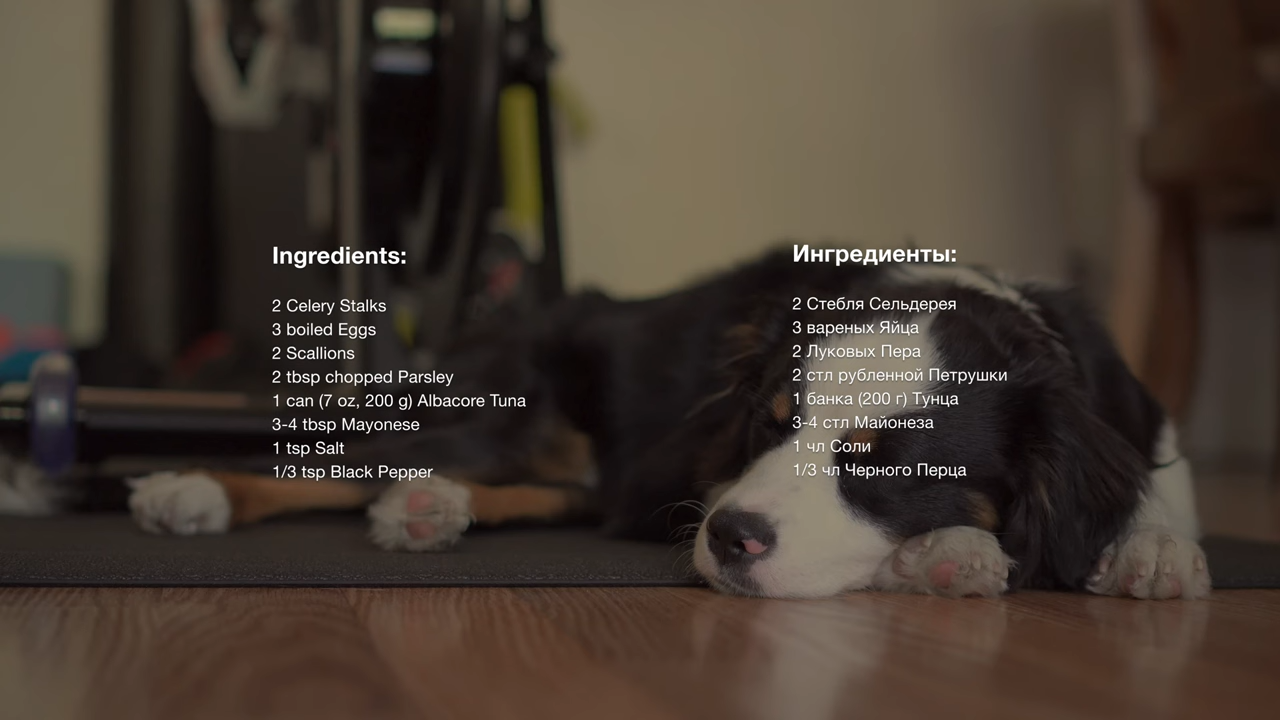 Ingredients:
2 Celery Stalks
3 boiled Eggs
2 Scallions
2 tbsp chopped Parsley
1 can (7 oz, 200 g) Albacore Tuna
3-4 tbsp Mayonese
1 tsp Salt
1/3 tsp Black Pepper
Ингредиенты:
2 Стебля Сельдерея
3 вареных Яйца
2 Луковых Пера
2 стл рубленной Петрушки
1 банка (200 г) Тунца
3-4 стл Майонеза
1 чл Соли
1/3 чл Черного Перца